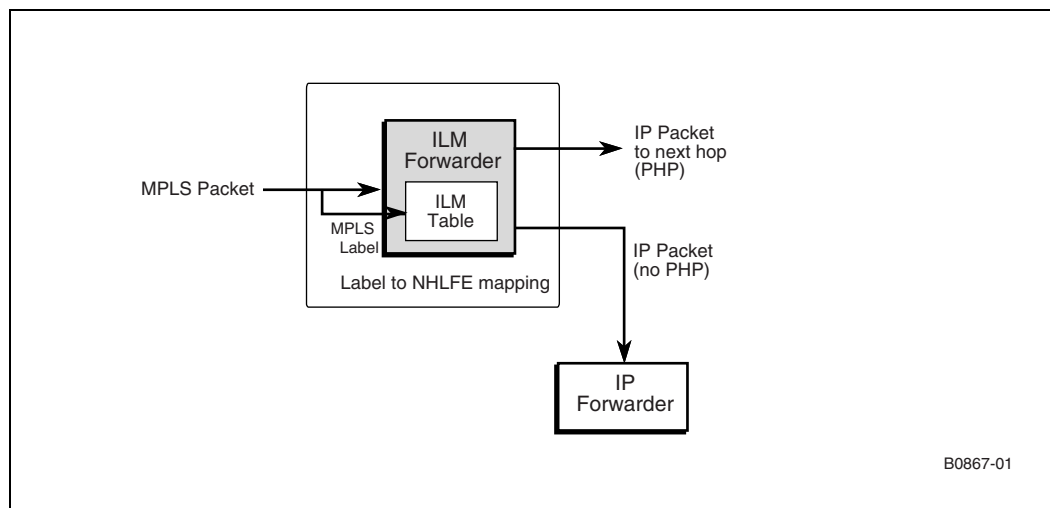 ILM
Forwarder
IP Packet
to next hop
(PHP)
MPLS Packet
ILM
Table
MPLS
Label
IP Packet
(no PHP)
Label to NHLFE mapping
IP
Forwarder
B0867-01